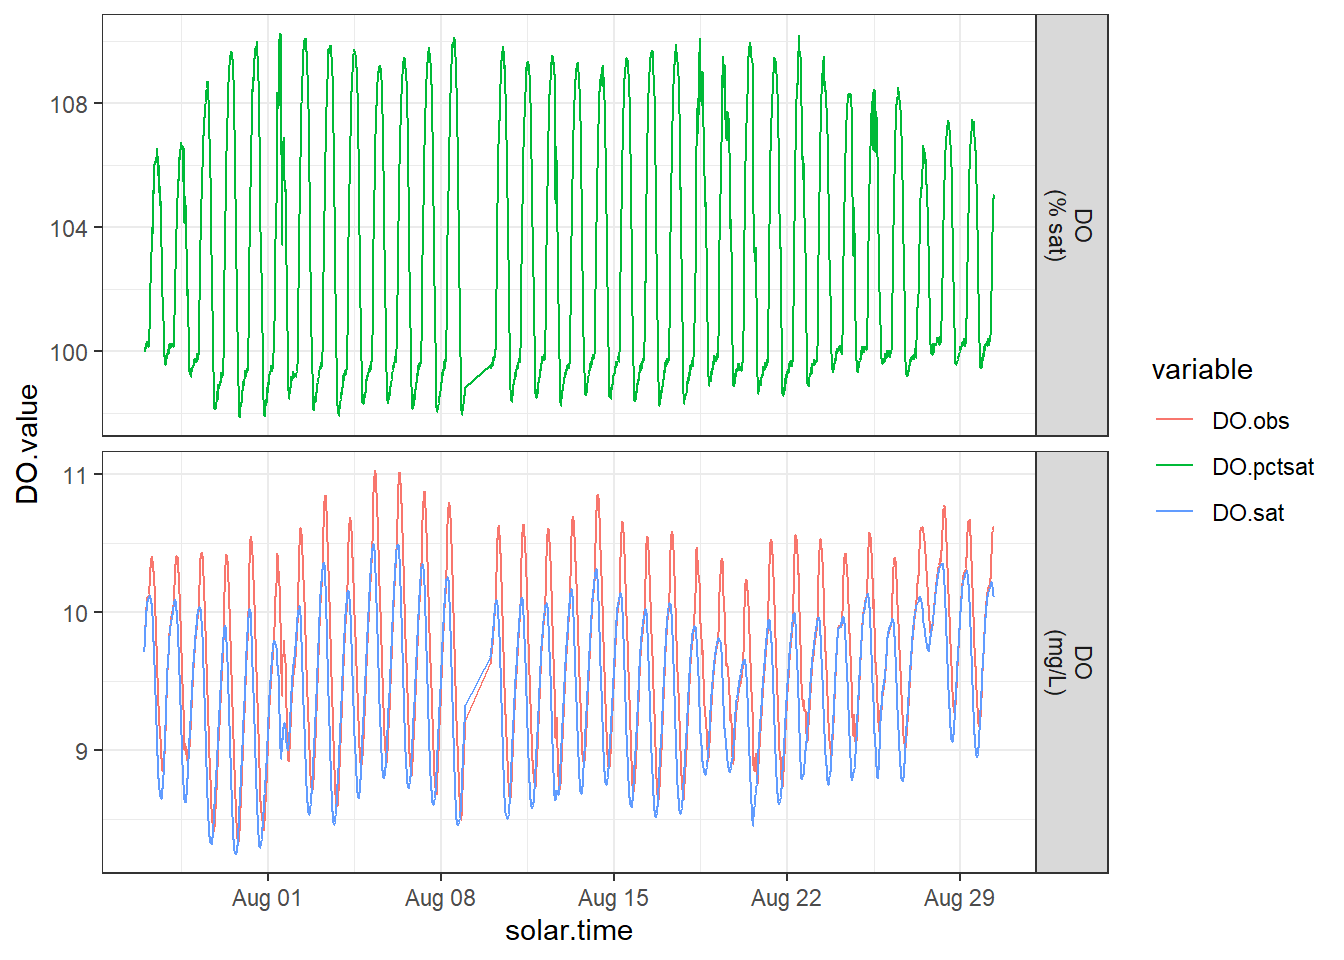 DO.value
108
104
100
DO
(% sat)
11
10
9
DO
(mg/L)
Aug 01
Aug 08
Aug 15
Aug 22
Aug 29
solar.time
variable
DO.obs
DO.pctsat
DO.sat